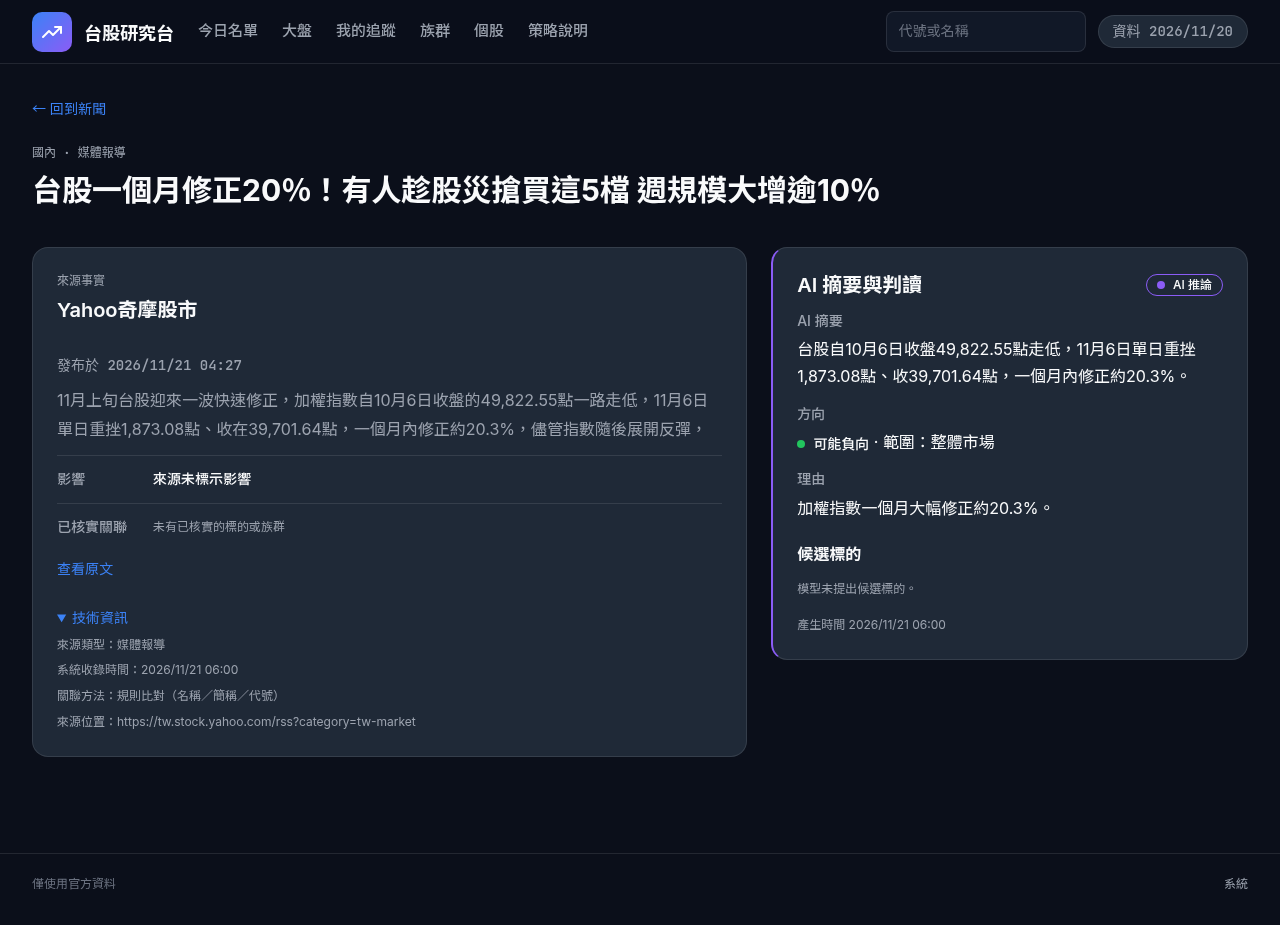 台股研究台
今日名單
大盤
我的追蹤
族群
個股
策略說明
代號或名稱
資料 2026/11/20
← 回到新聞
國內 · 媒體報導
台股一個月修正20%！有人趁股災搶買這5檔 週規模大增逾10%
來源事實
Yahoo奇摩股市
發布於 2026/11/21 04:27
11月上旬台股迎來一波快速修正，加權指數自10月6日收盤的49,822.55點一路走低，11月6日
單日重挫1,873.08點、收在39,701.64點，一個月內修正約20.3%，儘管指數隨後展開反彈，
影響 來源未標示影響
已核實關聯 未有已核實的標的或族群
查看原文
▼ 技術資訊
來源類型：媒體報導
系統收錄時間：2026/11/21 06:00
關聯方法：規則比對（名稱／簡稱／代號）
來源位置：https://tw.stock.yahoo.com/rss?category=tw-market
AI 摘要與判讀
AI 推論
AI 摘要
台股自10月6日收盤49,822.55點走低，11月6日單日重挫
1,873.08點、收39,701.64點，一個月內修正約20.3%。
方向
可能負向 · 範圍：整體市場
理由
加權指數一個月大幅修正約20.3%。
候選標的
模型未提出候選標的。
產生時間 2026/11/21 06:00
僅使用官方資料
系統